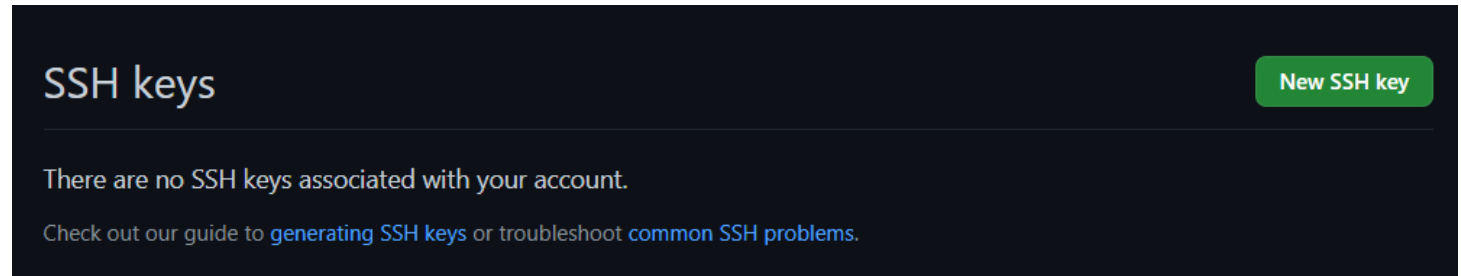 SSH keys
New SSH key
There are no SSH keys associated with your account.
Check out our guide to generating SSH keys or troubleshoot common SSH problems.